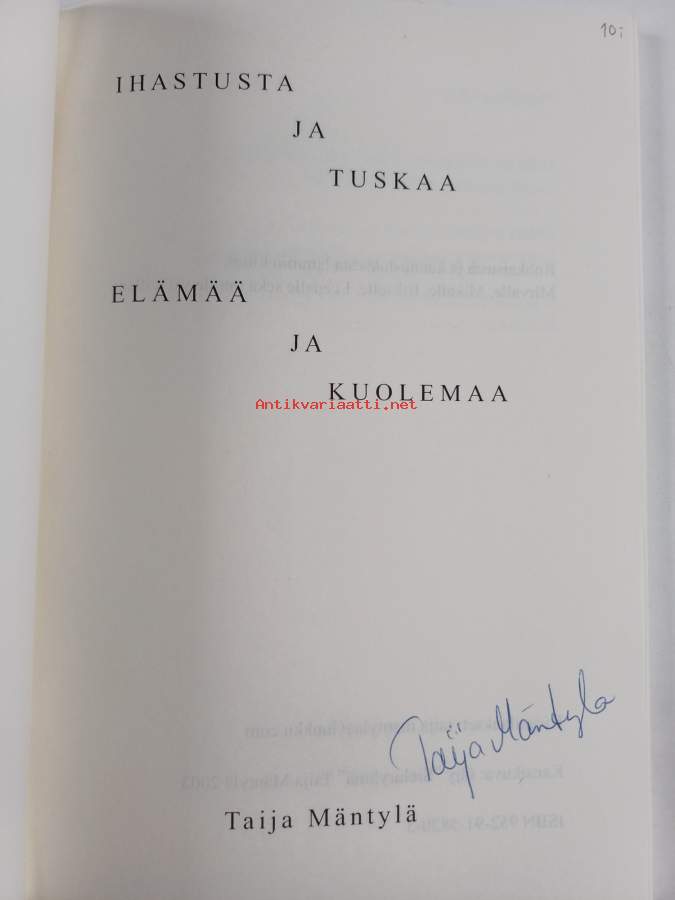 10;
IHASTUSTA
JA
TUSKAA
ELÄMÄÄ
JA
KUOLEMAA
Antikvariaatti.net
Taija Mäntylä
Taija Mäntylä